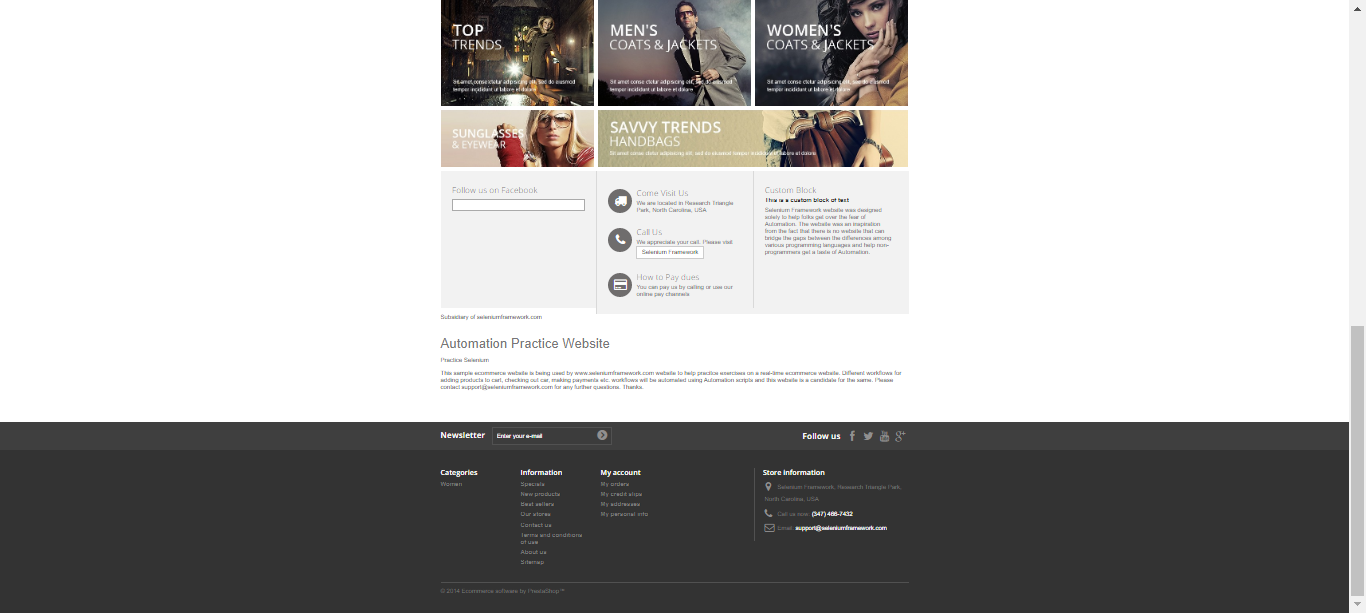 TOP
TRENDS
Sit amet conse ctetur adipisicing elit, sed do eiusmod
tempor incididunt ut labore et dolore
MEN'S
COATS & JACKETS
Sit amet conse ctetur adipisicing elit, sed do eiusmod
tempor incididunt ut labore et dolore
WOMEN'S
COATS & JACKETS
Sit amet conse ctetur adipisicing elit, sed do eiusmod
tempor incididunt ut labore et dolore
SUNGLASSES
& EYEWEAR
SAVVY TRENDS
HANDBAGS
Sit amet conse ctetur adipisicing elit, sed do eiusmod tempor incididunt ut labore et dolore
Follow us on Facebook
Come Visit Us
We are located in Research Triangle
Park, North Carolina, USA
Call Us
We appreciate your call. Please visit
Selenium Framework
How to Pay dues
You can pay us by calling or use our
online pay channels
Custom Block
This is a custom block of text
Selenium Framework website was designed
solely to help folks get over the fear of
Automation. The website was an inspiration
from the fact that there is no website that can
bridge the gaps between the differences among
various programming languages and help non-
programmers get a taste of Automation.
Subsidiary of seleniumframework.com
Automation Practice Website
Practice Selenium
This sample ecommerce website is being used by www.seleniumframework.com website to help practice exercises on a real-time ecommerce website. Different workflows for
adding products to cart, checking out car, making payments etc. workflows will be automated using Automation scripts and this website is a candidate for the same. Please
contact support@seleniumframework.com for any further questions. Thanks.
Newsletter
Enter your e-mail
Follow us
Categories
Women
Information
Specials
New products
Best sellers
Our stores
Contact us
Terms and conditions
of use
About us
Sitemap
My account
My orders
My credit slips
My addresses
My personal info
Store information
Selenium Framework, Research Triangle Park,
North Carolina, USA
Call us now: (347) 466-7432
Email: support@seleniumframework.com
© 2014 Ecommerce software by PrestaShop™